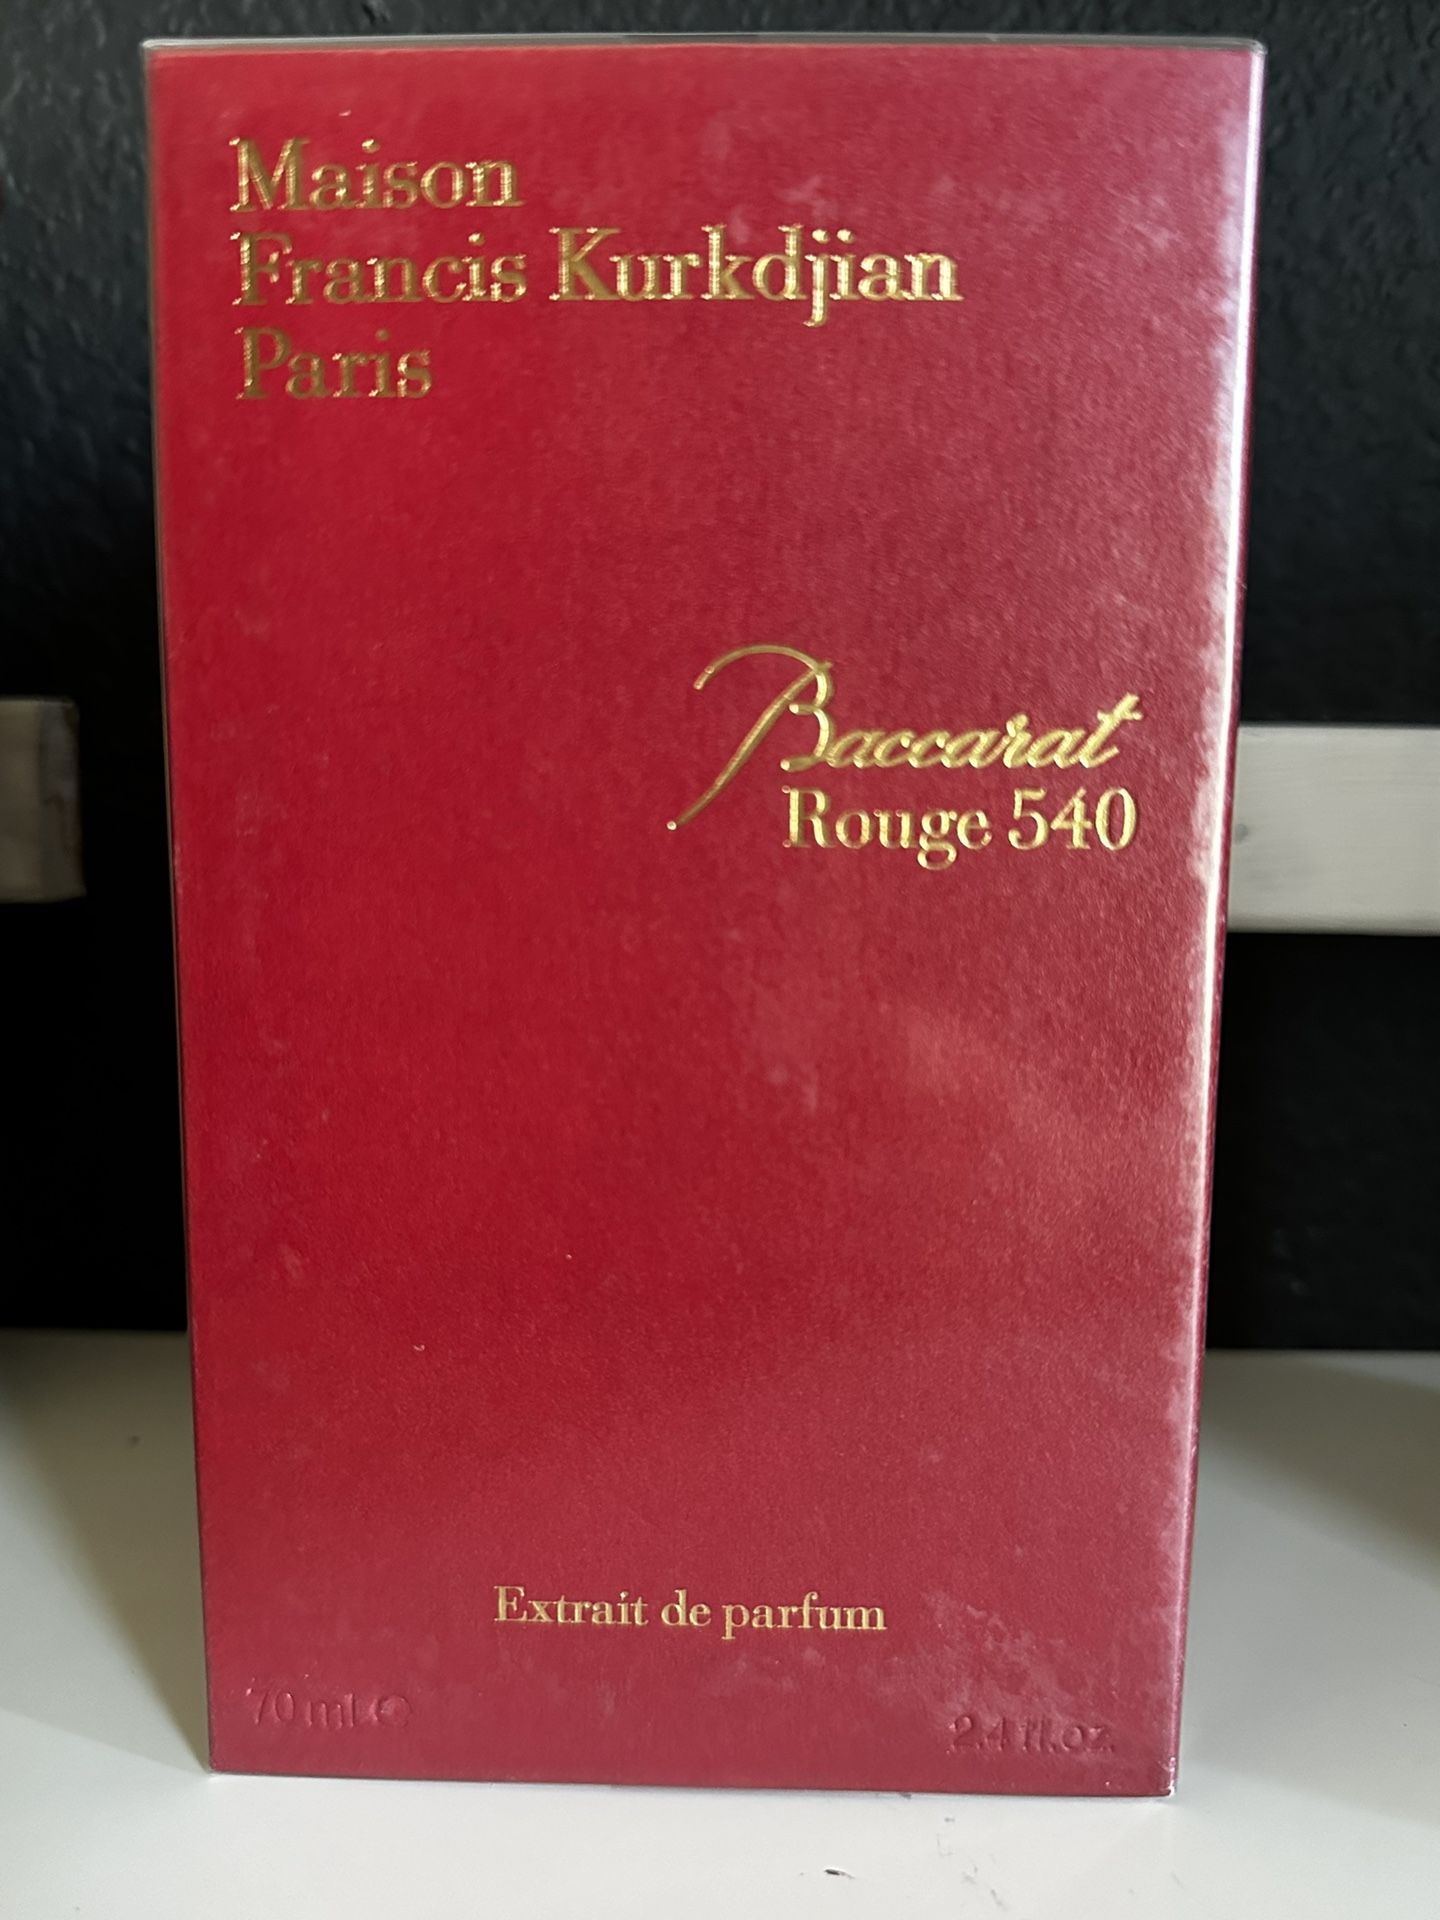 Maison
Francis Kurkdjian
Paris
Baccarat
Rouge 540
Extrait de parfum
70 ml ℮
2.4 fl.oz.